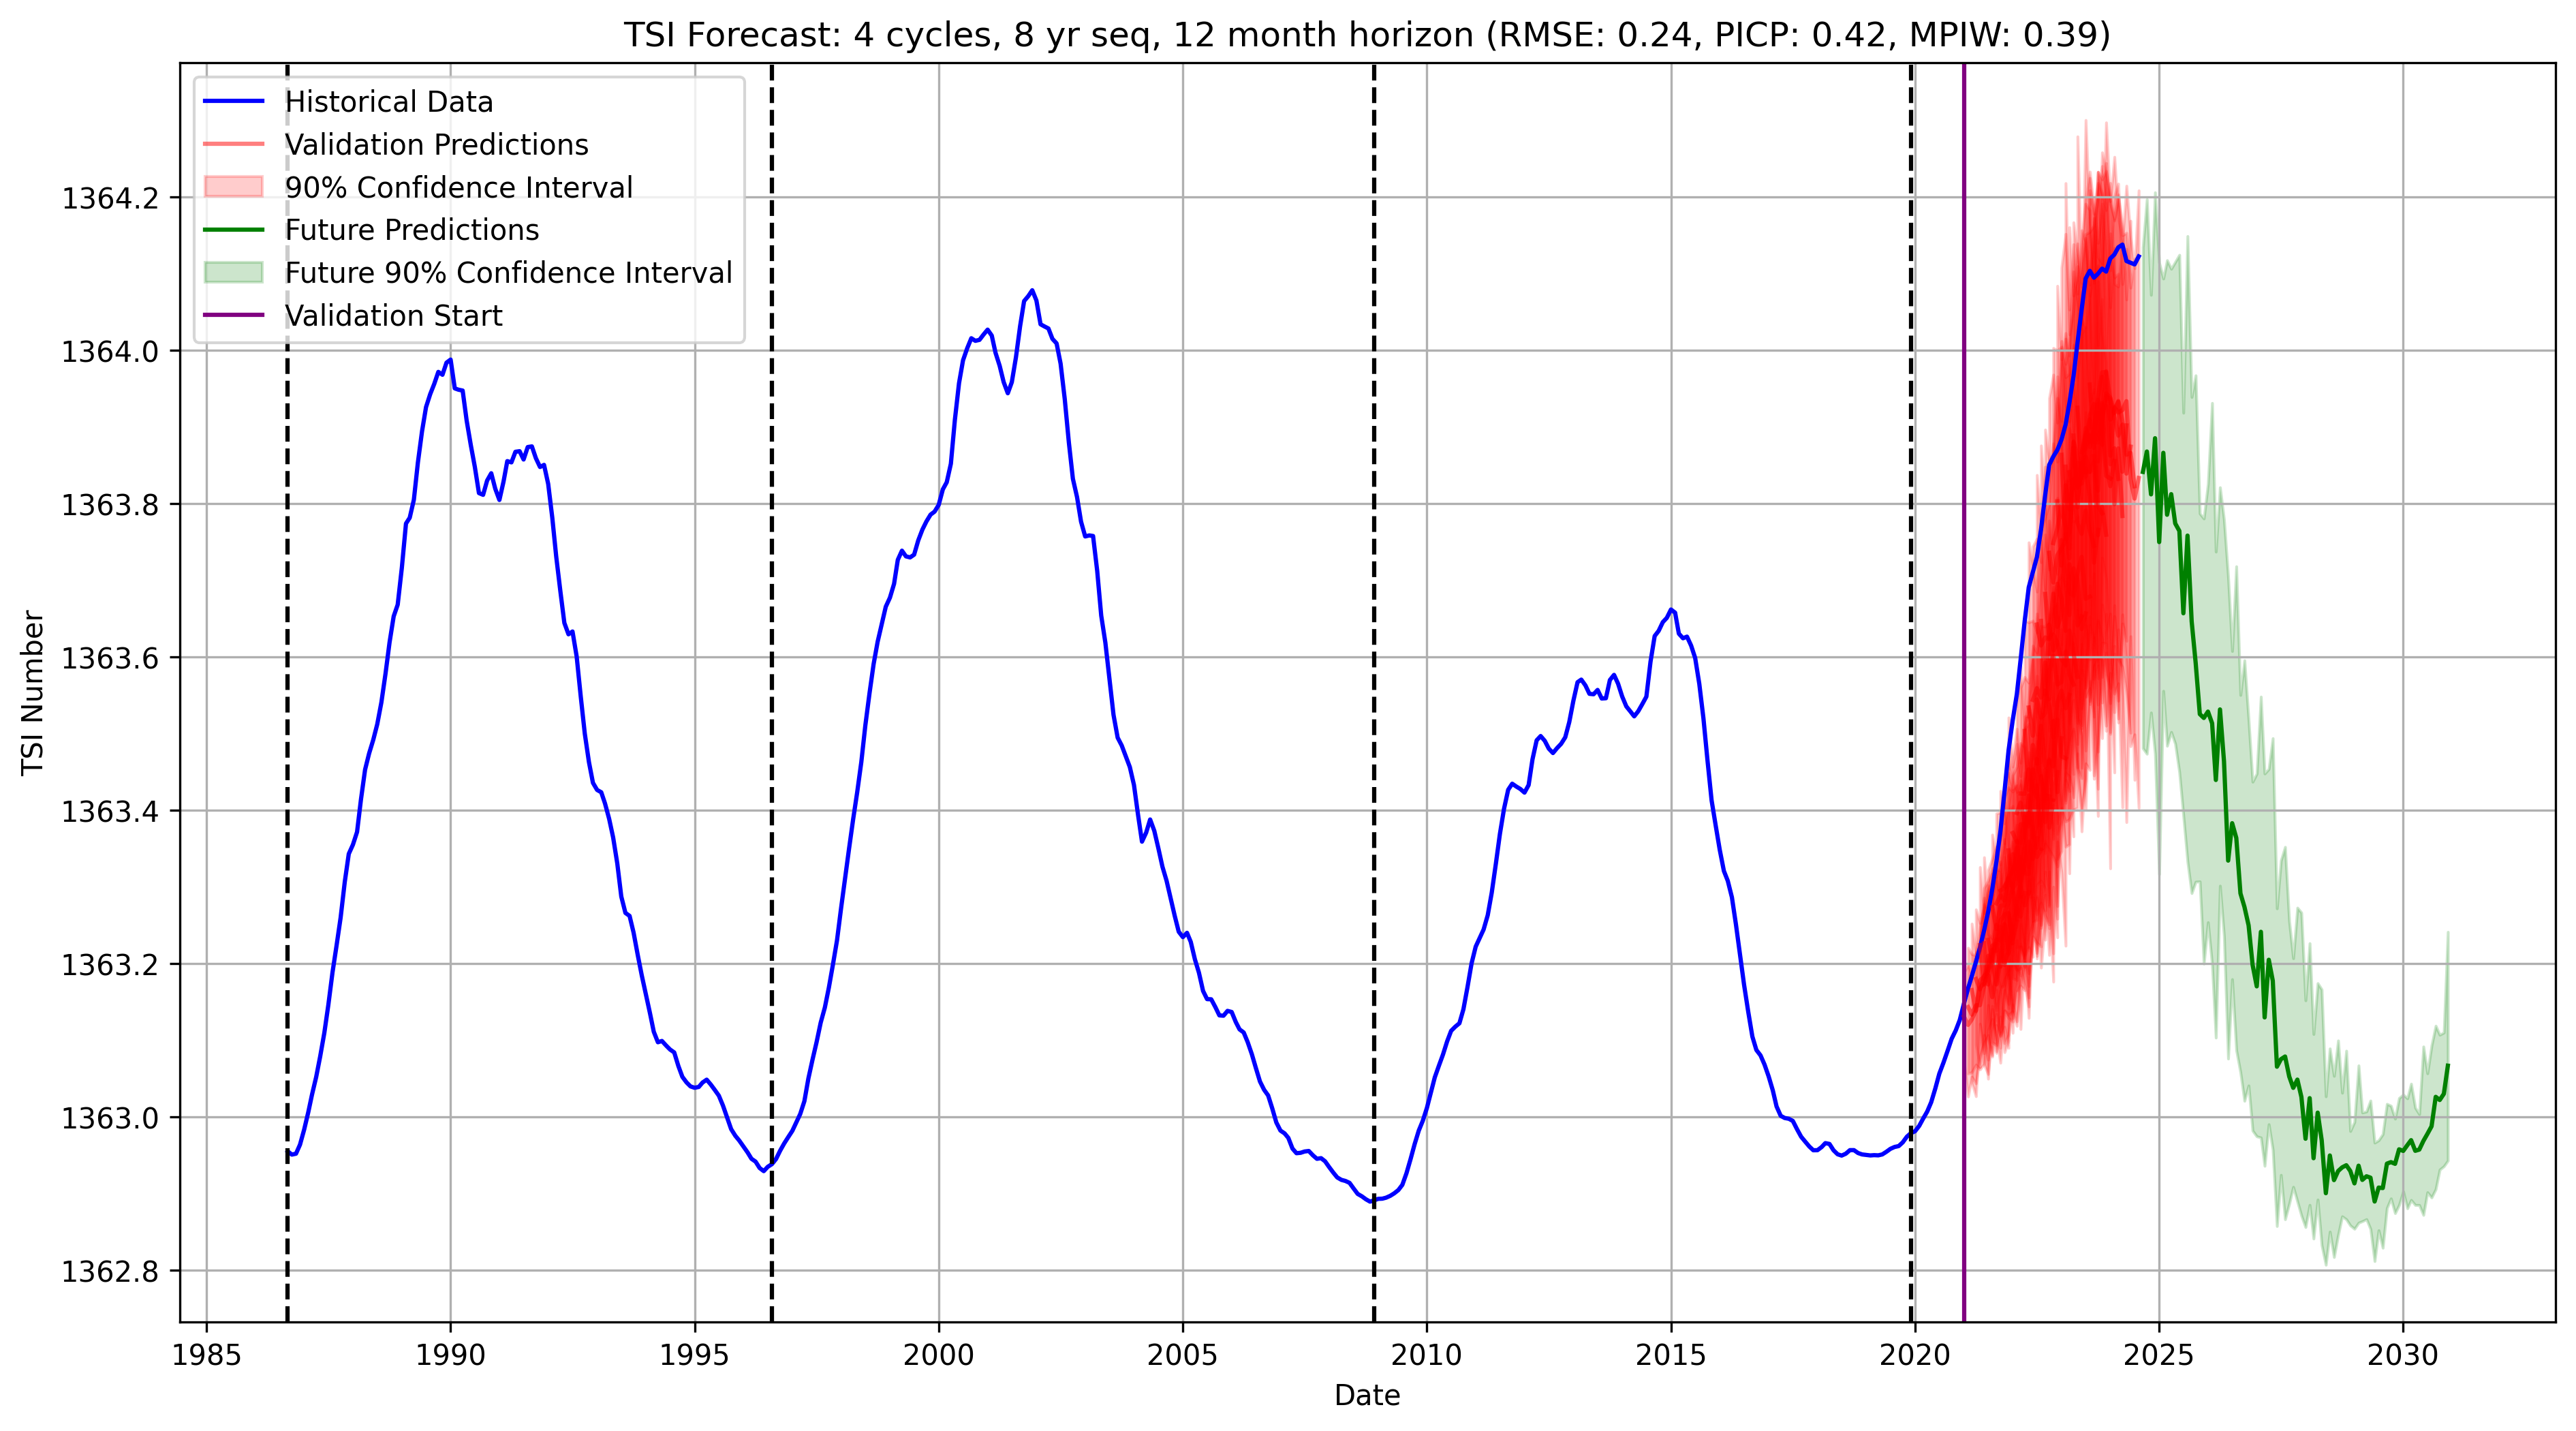 TSI Forecast: 4 cycles, 8 yr seq, 12 month horizon (RMSE: 0.24, PICP: 0.42, MPIW: 0.39)
Historical Data
Validation Predictions
90% Confidence Interval
Future Predictions
Future 90% Confidence Interval
Validation Start
TSI Number
1364.2
1364.0
1363.8
1363.6
1363.4
1363.2
1363.0
1362.8
1985 1990 1995 2000 2005 2010 2015 2020 2025 2030
Date